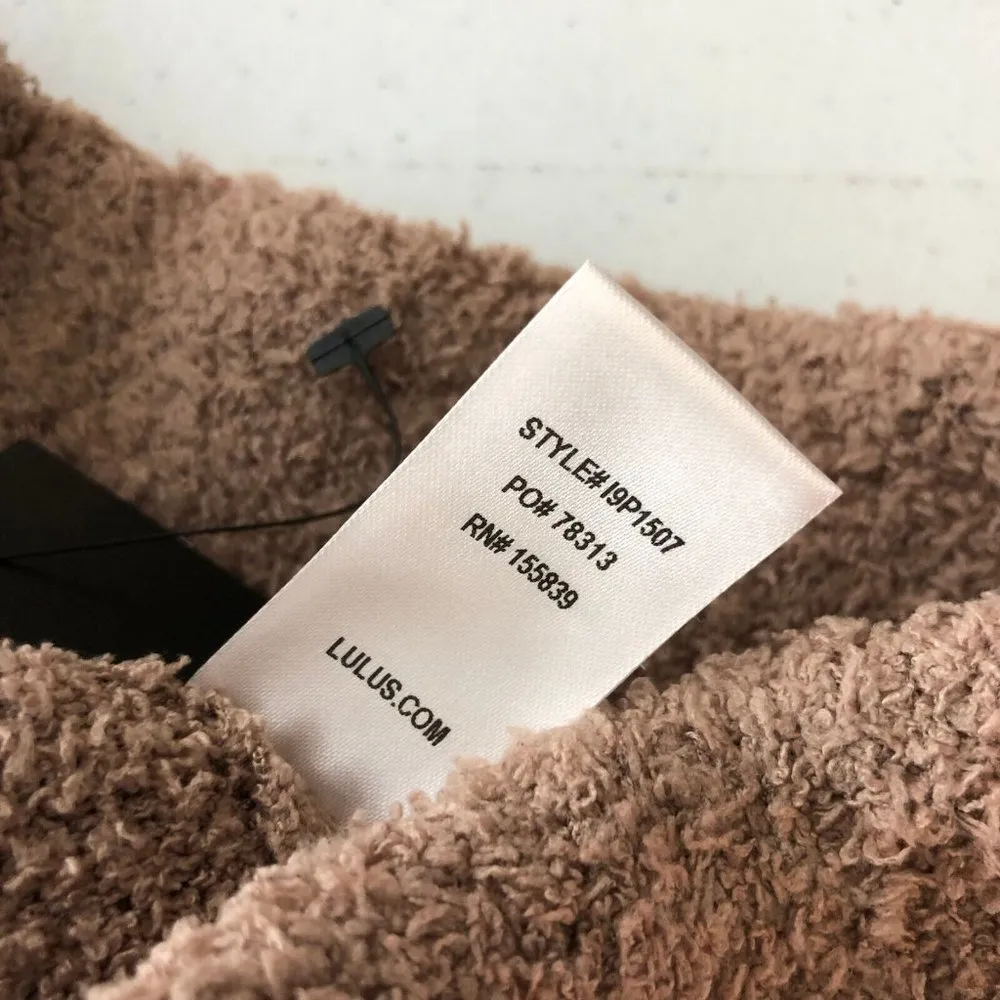 STYLE# I9P1507
PO# 78313
RN# 155839
LULUS.COM